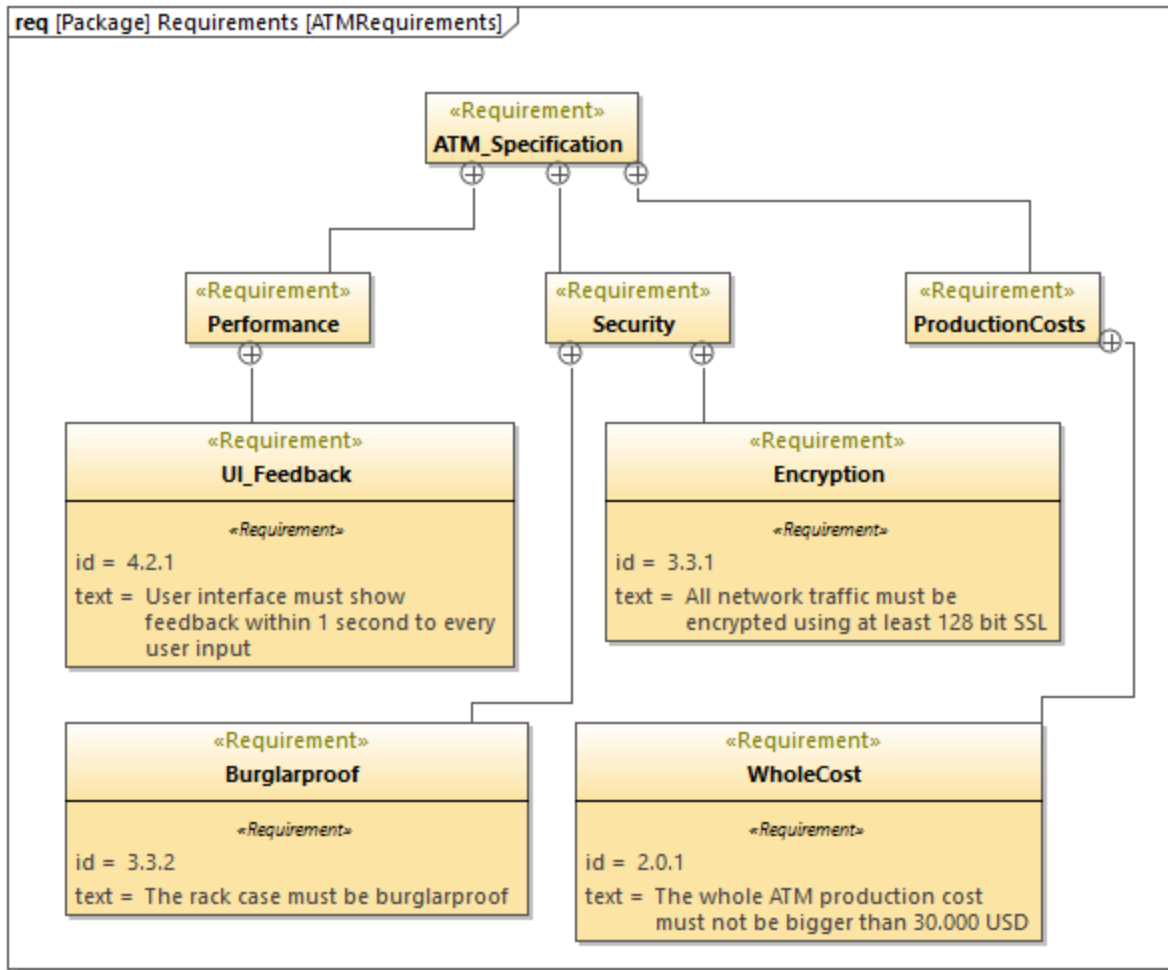 req [Package] Requirements [ATMRequirements]
«Requirement»
ATM_Specification
«Requirement»
Performance
«Requirement»
Security
«Requirement»
ProductionCosts
«Requirement»
UI_Feedback
«Requirement»
id = 4.2.1
text = User interface must show
feedback within 1 second to every
user input
«Requirement»
Encryption
«Requirement»
id = 3.3.1
text = All network traffic must be
encrypted using at least 128 bit SSL
«Requirement»
Burglarproof
«Requirement»
id = 3.3.2
text = The rack case must be burglarproof
«Requirement»
WholeCost
«Requirement»
id = 2.0.1
text = The whole ATM production cost
must not be bigger than 30.000 USD